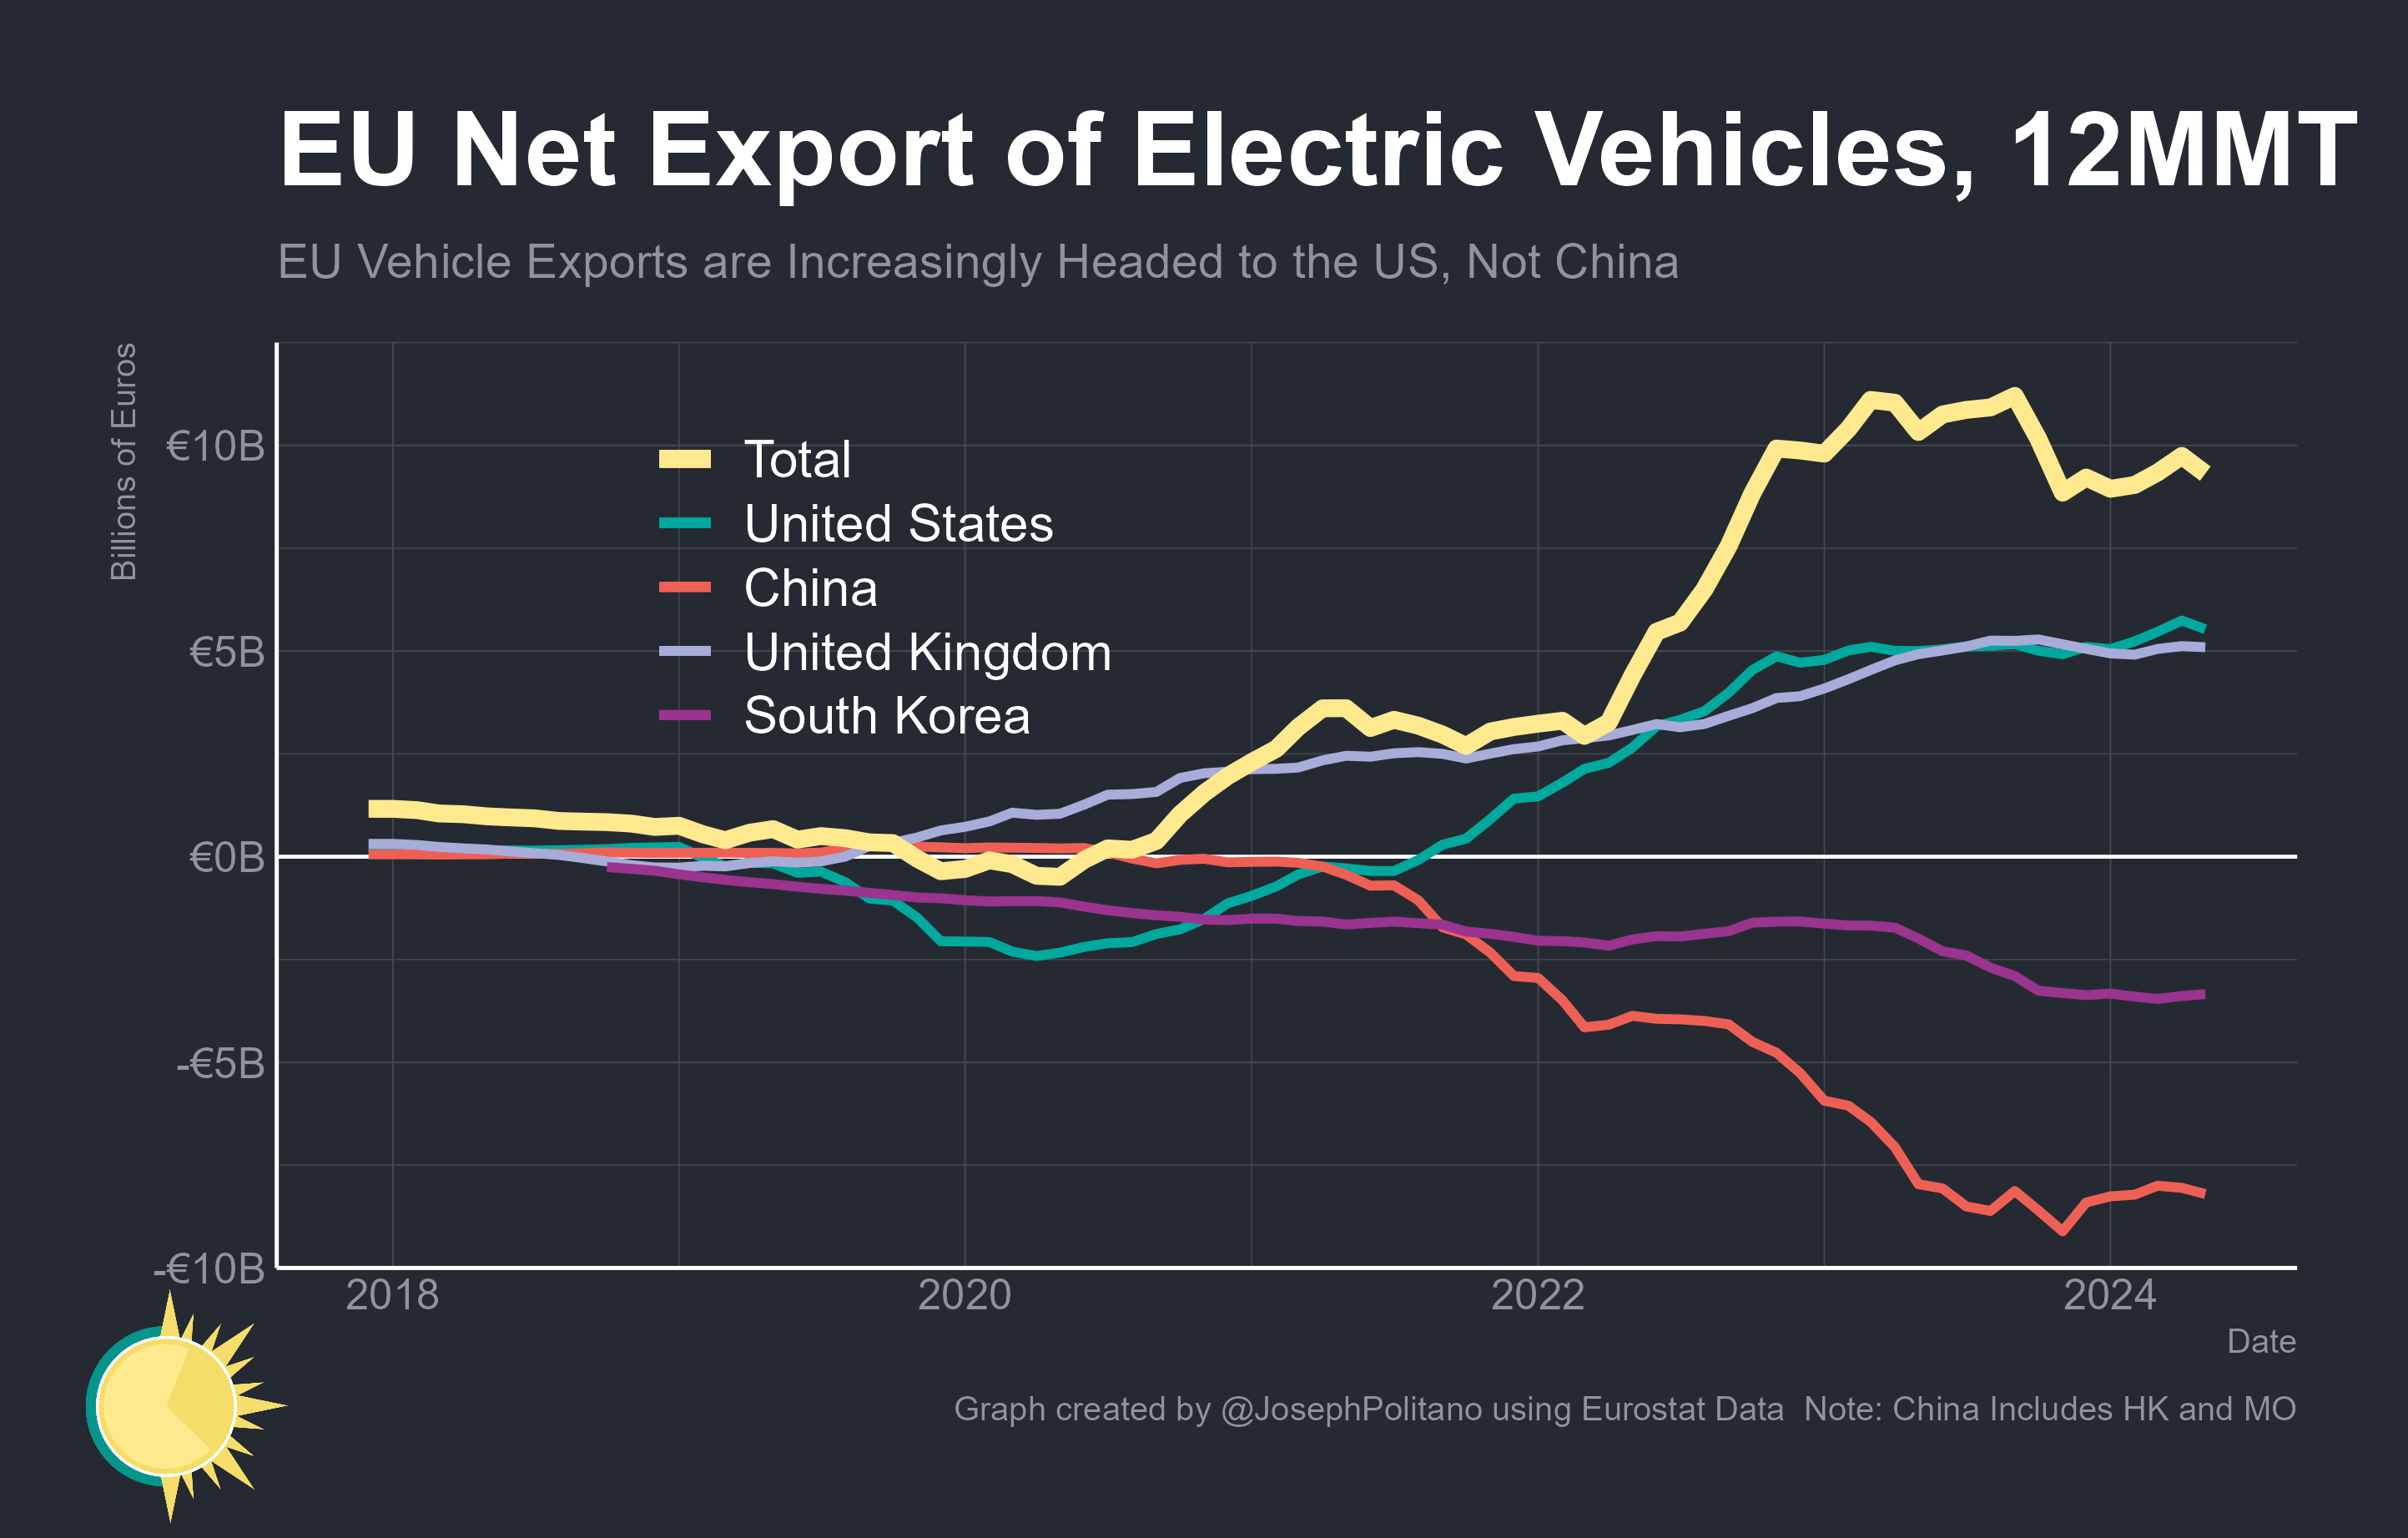 EU Net Export of Electric Vehicles, 12MMT
EU Vehicle Exports are Increasingly Headed to the US, Not China
Billions of Euros
€10B
€5B
€0B
-€5B
-€10B
Total
United States
China
United Kingdom
South Korea
2018 2020 2022 2024
Date
Graph created by @JosephPolitano using Eurostat Data Note: China Includes HK and MO